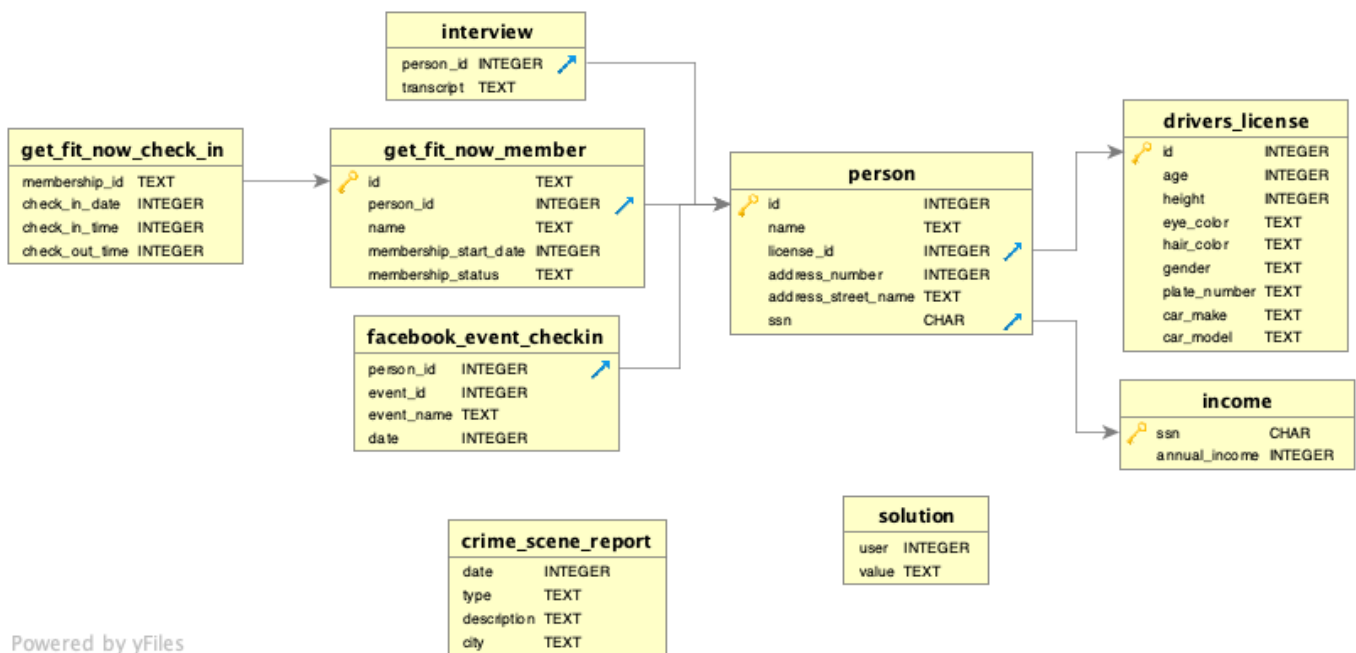 interview
person_id INTEGER
transcript TEXT
get_fit_now_check_in
membership_id TEXT
check_in_date INTEGER
check_in_time INTEGER
check_out_time INTEGER
get_fit_now_member
id TEXT
person_id INTEGER
name TEXT
membership_start_date INTEGER
membership_status TEXT
facebook_event_checkin
person_id INTEGER
event_id INTEGER
event_name TEXT
date INTEGER
person
id INTEGER
name TEXT
license_id INTEGER
address_number INTEGER
address_street_name TEXT
ssn CHAR
drivers_license
id INTEGER
age INTEGER
height INTEGER
eye_color TEXT
hair_color TEXT
gender TEXT
plate_number TEXT
car_make TEXT
car_model TEXT
income
ssn CHAR
annual_income INTEGER
solution
user INTEGER
value TEXT
crime_scene_report
date INTEGER
type TEXT
description TEXT
city TEXT
Powered by yFiles